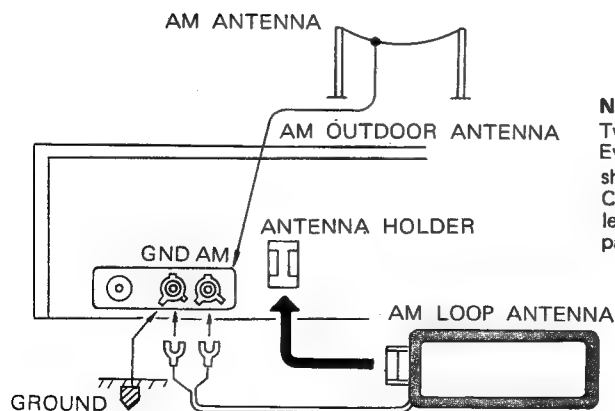 AM ANTENNA
AM OUTDOOR ANTENNA
ANTENNA HOLDER
GND AM
AM LOOP ANTENNA
GROUND